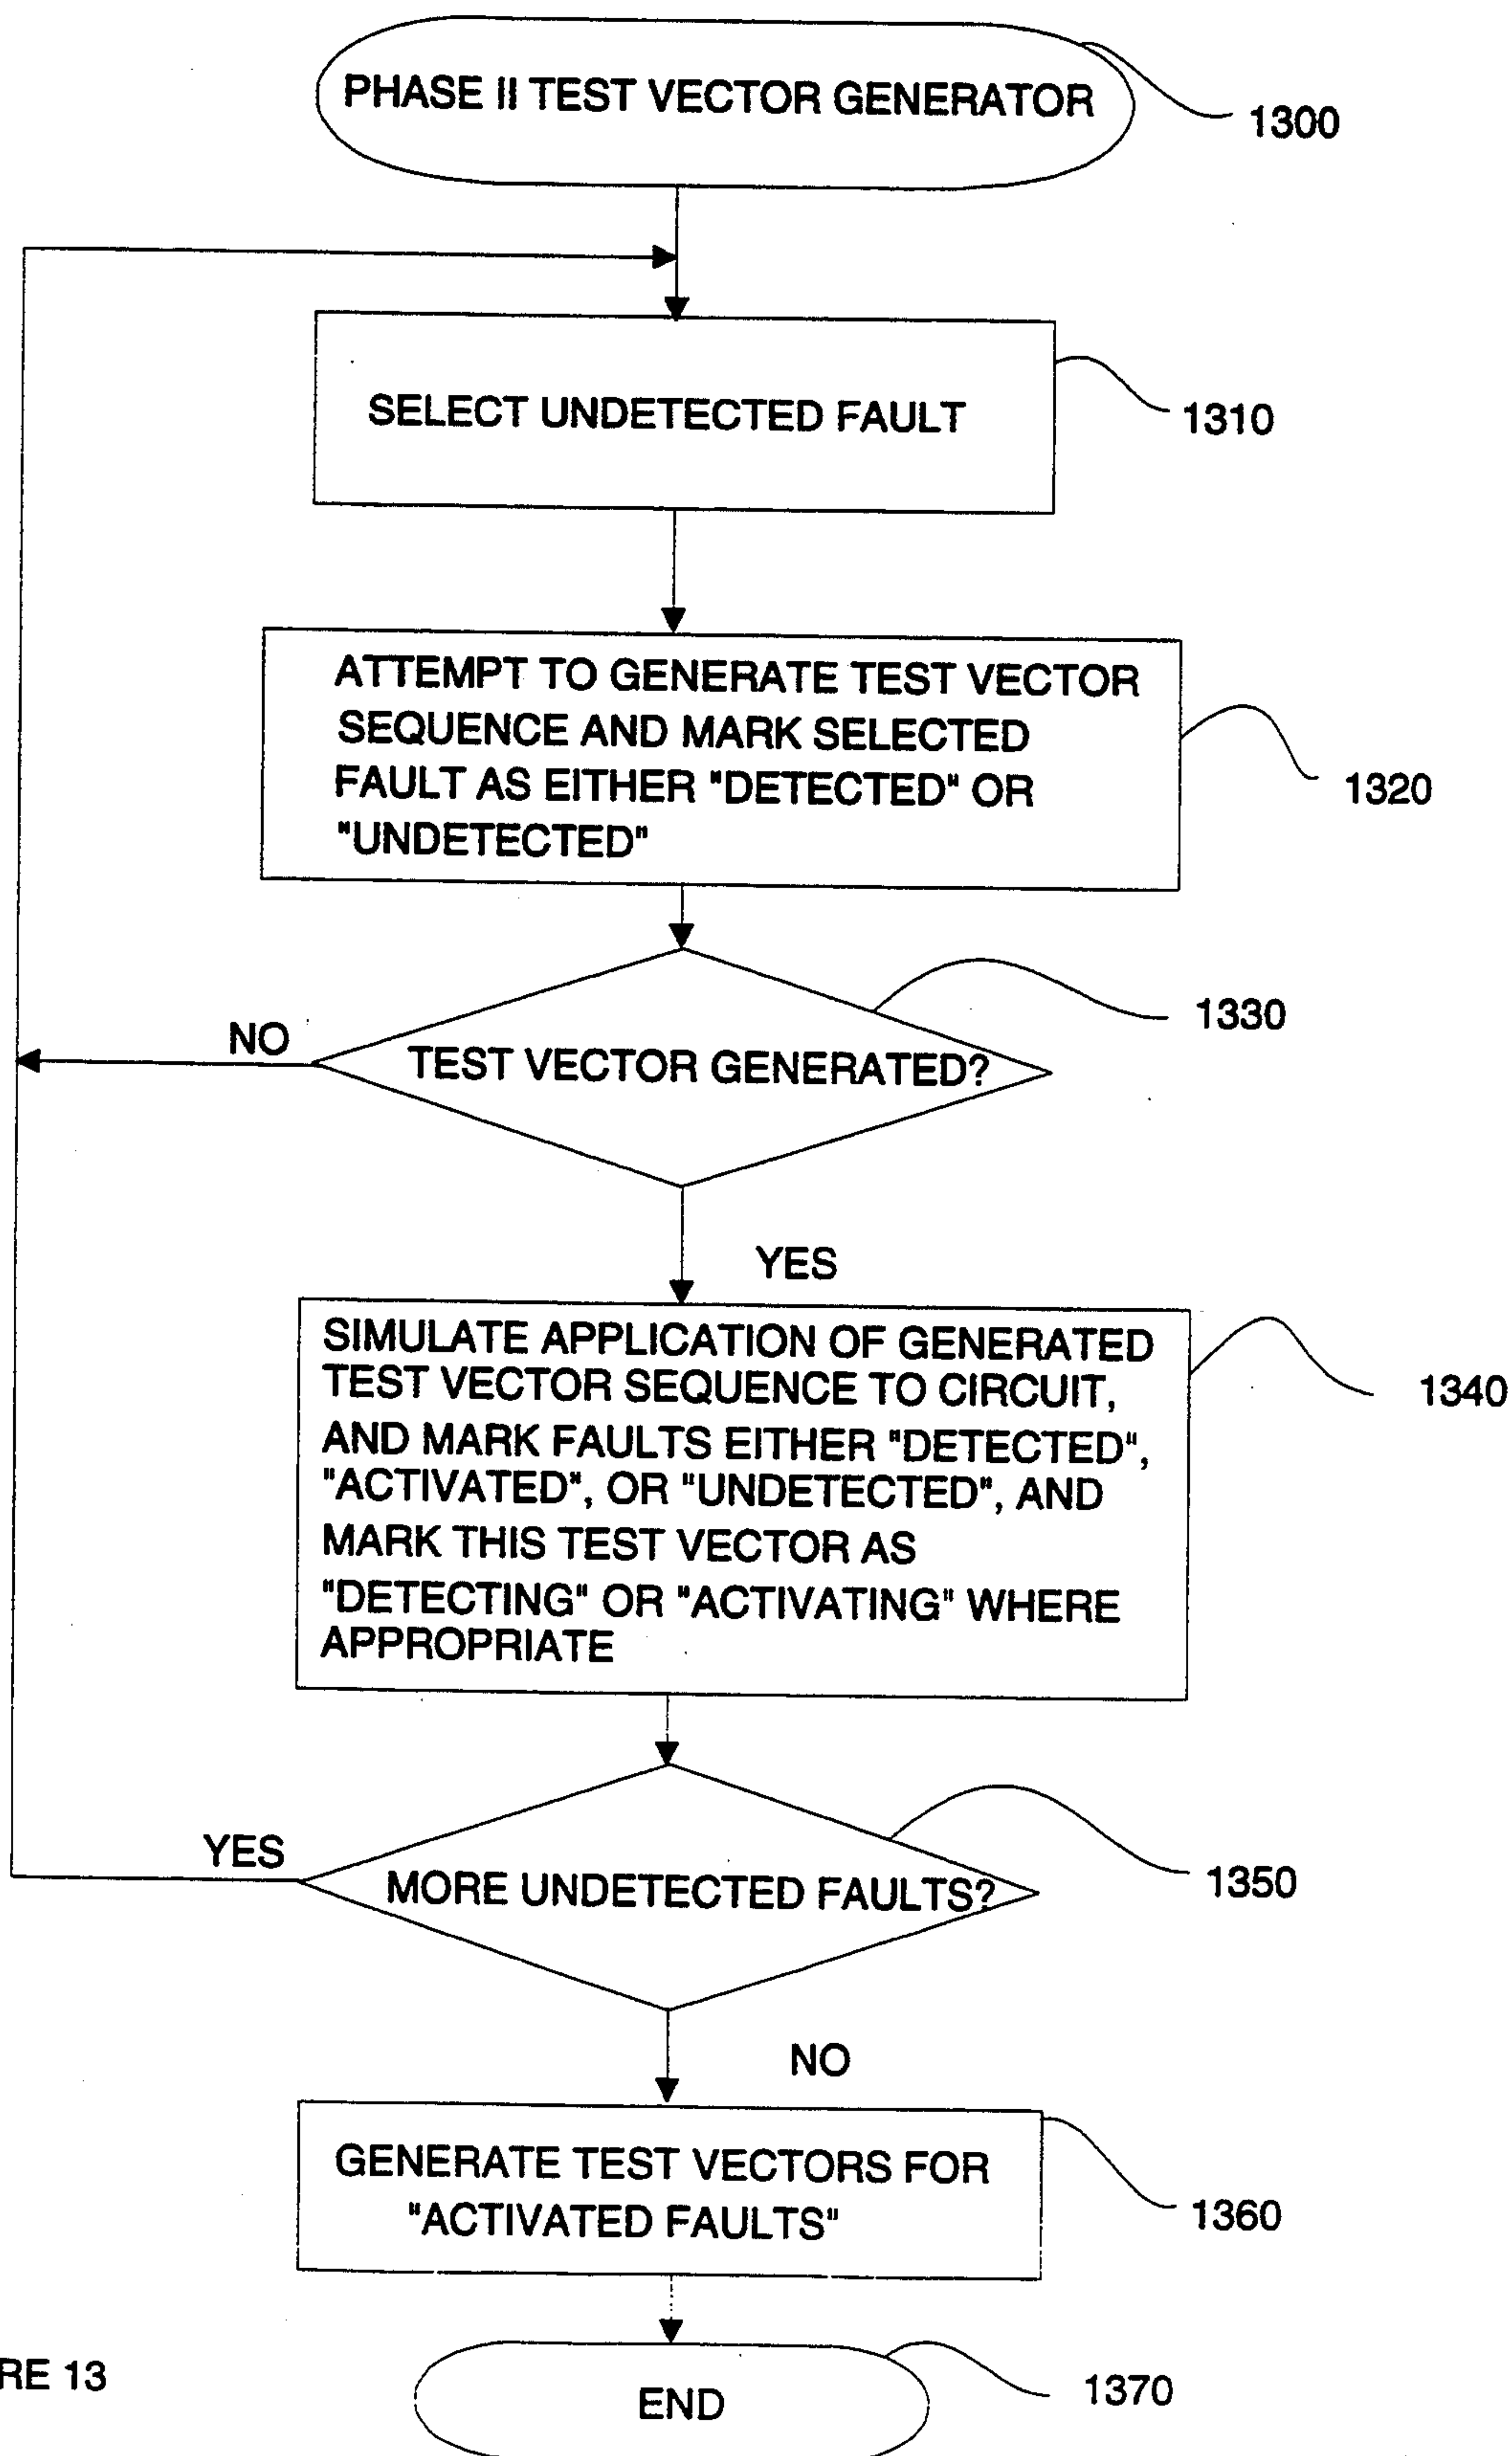 PHASE II TEST VECTOR GENERATOR
1300
SELECT UNDETECTED FAULT
1310
ATTEMPT TO GENERATE TEST VECTOR
SEQUENCE AND MARK SELECTED
FAULT AS EITHER "DETECTED" OR
"UNDETECTED"
1320
NO
TEST VECTOR GENERATED?
1330
YES
SIMULATE APPLICATION OF GENERATED
TEST VECTOR SEQUENCE TO CIRCUIT,
AND MARK FAULTS EITHER "DETECTED",
"ACTIVATED", OR "UNDETECTED", AND
MARK THIS TEST VECTOR AS
"DETECTING" OR "ACTIVATING" WHERE
APPROPRIATE
1340
YES
MORE UNDETECTED FAULTS?
1350
NO
GENERATE TEST VECTORS FOR
"ACTIVATED FAULTS"
1360
RE 13
END
1370